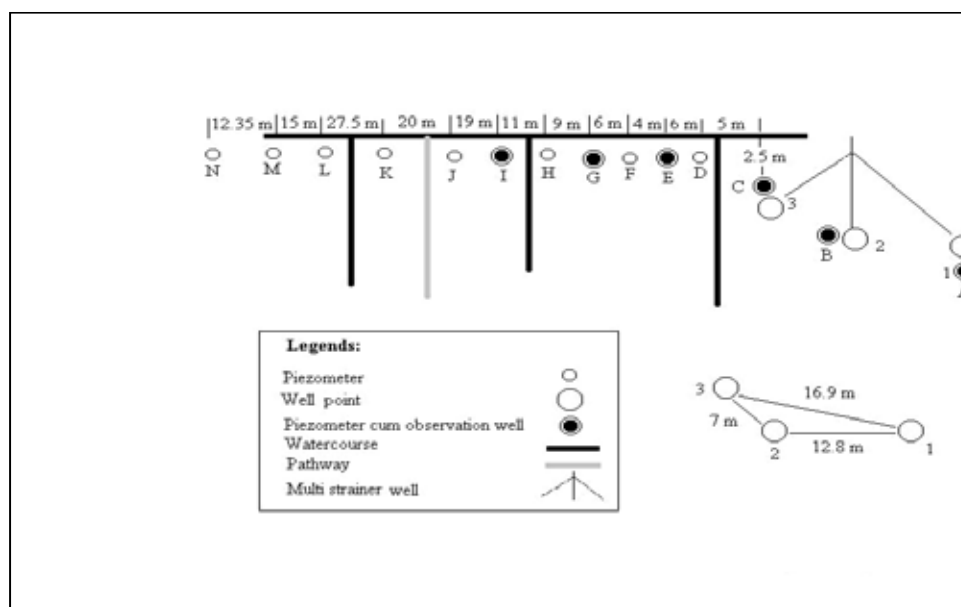 12.35 m 15 m 27.5 m 20 m 19 m 11 m 9 m 6 m 4 m 6 m 5 m
2.5 m
N M L K J I H G F E D C 3
B 2
1
Legends:
Piezometer
Well point
Piezometer cum observation well
Watercourse
Pathway
Multi strainer well
3 16.9 m
7 m
2 12.8 m 1